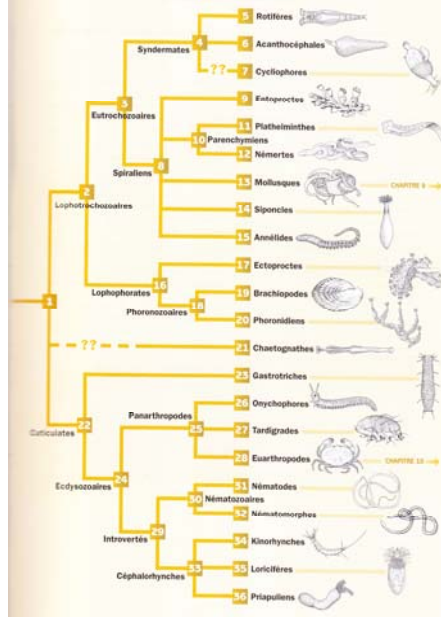 5 Rotifères
4
Syndermates
6 Acanthocéphales
?? 7 Cycliophores
3
Eutrochozoaires
9 Entoproctes
11 Plathelminthes
10
Parenchymiens
12 Némertes
8
Spiraliens
2
Lophotrochozoaires
13 Mollusques
CHAPITRE 9
14 Siponcles
15 Annélides
17 Ectoproctes
16
Lophophorates
19 Brachiopodes
18
Phoronozoaires
20 Phoronidiens
1
?? 21 Chaetognathes
23 Gastrotriches
22
Cuticulates
26 Onychophores
Panarthropodes
25
27 Tardigrades
28 Euarthropodes
CHAPITRE 10
24
Ecdysozoaires
31 Nématodes
30
Nématozoaires
32 Nématomorphes
29
Introvertés
34 Kinorhynches
33
Céphalorhynches
35 Loricifères
36 Priapuliens